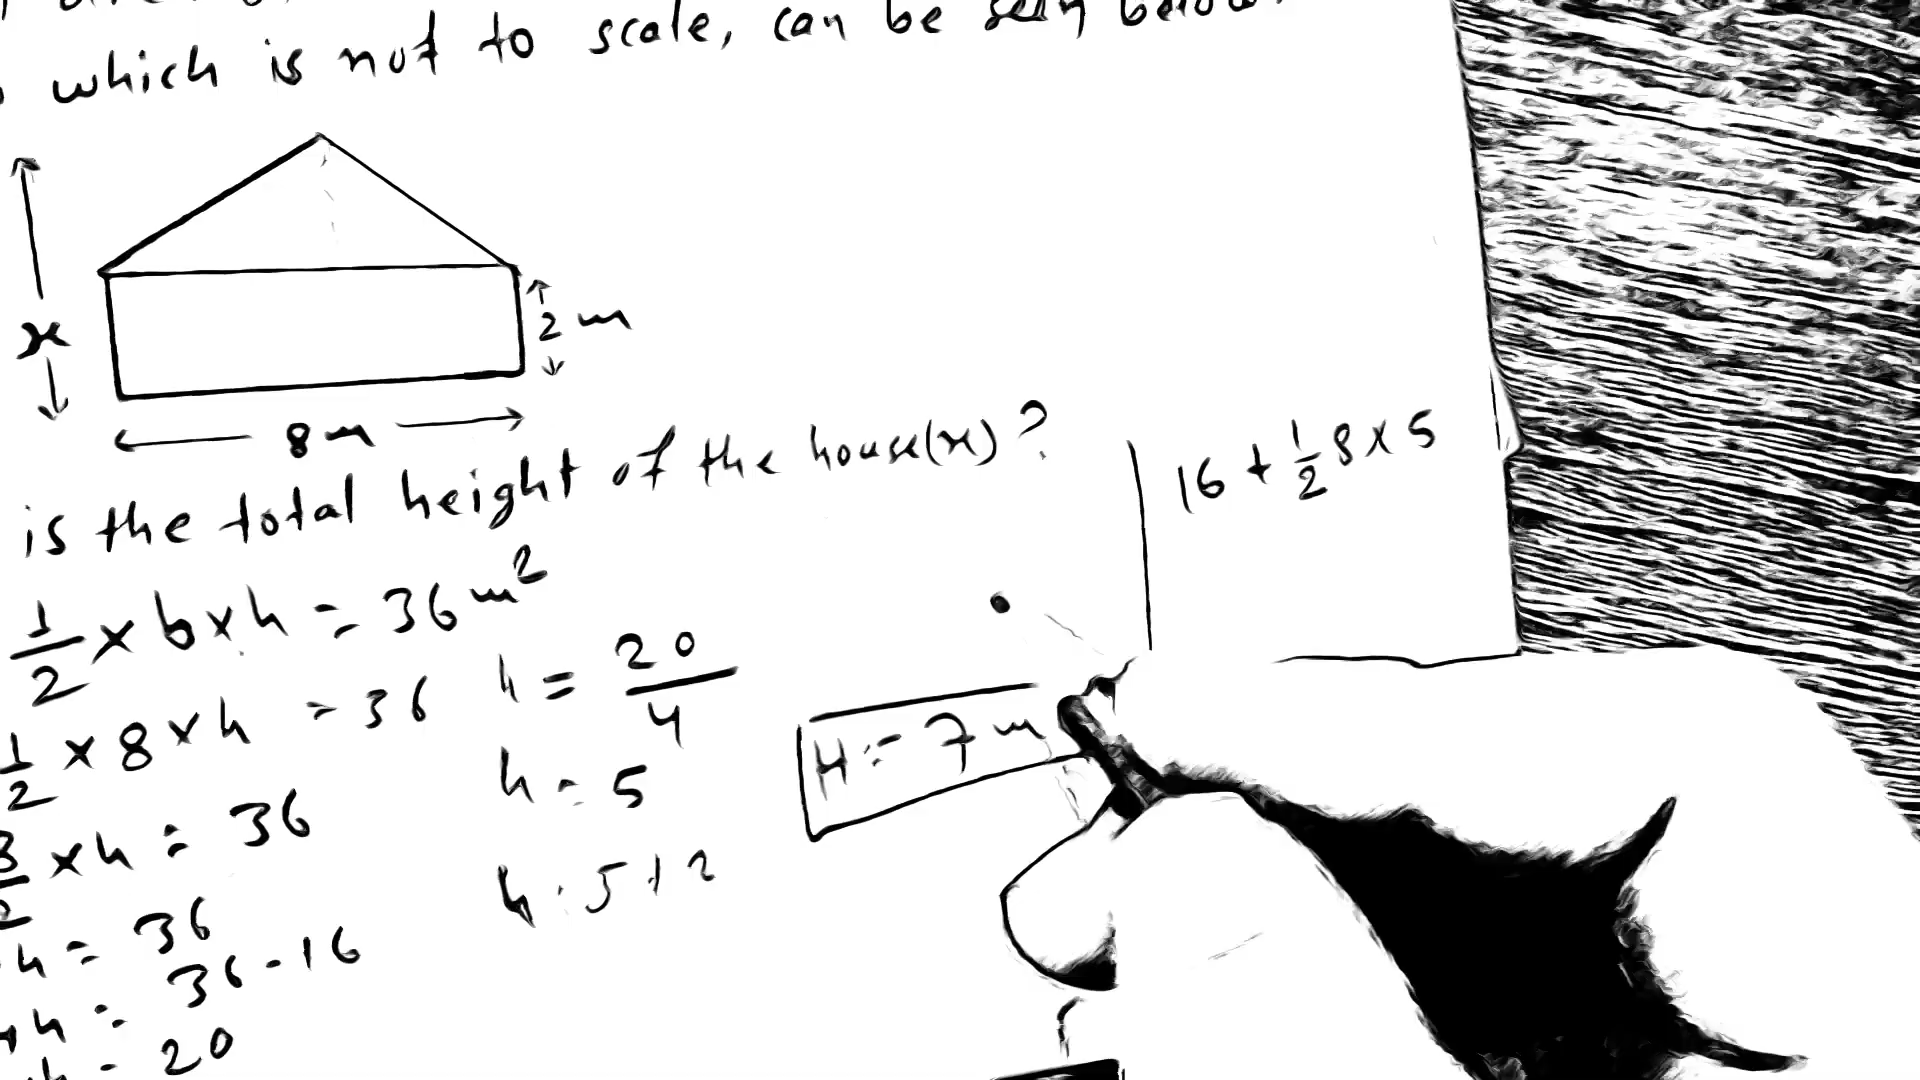 which is not to scale, can be seen below.
x
2 m
8 m
is the total height of the house(x)?
1/2 × b × h = 36 m²
1/2 × 8 × h = 36
8/2 × h = 36
h = 36
h = 36 - 16
h = 20
h = 20/4
h = 5
h = 5 + 2
H = 7 m
16 + 1/2 8 × 5